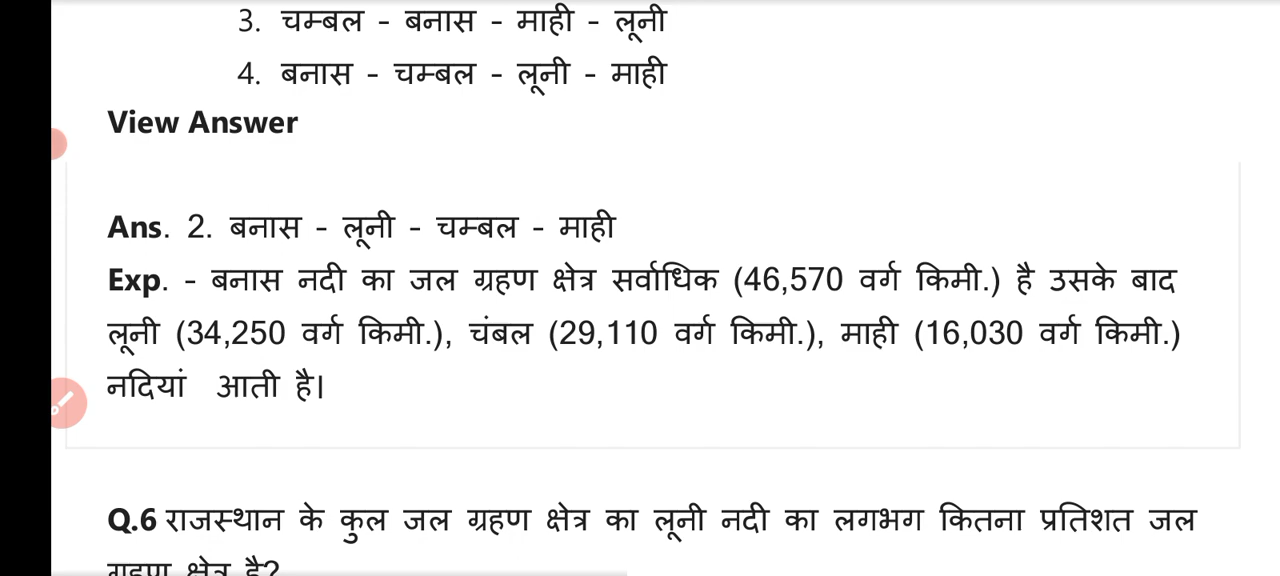 3. चम्बल - बनास - माही - लूनी
4. बनास - चम्बल - लूनी - माही
View Answer
Ans. 2. बनास - लूनी - चम्बल - माही
Exp. - बनास नदी का जल ग्रहण क्षेत्र सर्वाधिक (46,570 वर्ग किमी.) है उसके बाद
लूनी (34,250 वर्ग किमी.), चंबल (29,110 वर्ग किमी.), माही (16,030 वर्ग किमी.)
नदियां आती है।
Q.6 राजस्थान के कुल जल ग्रहण क्षेत्र का लूनी नदी का लगभग कितना प्रतिशत जल
ग्रहण क्षेत्र है?